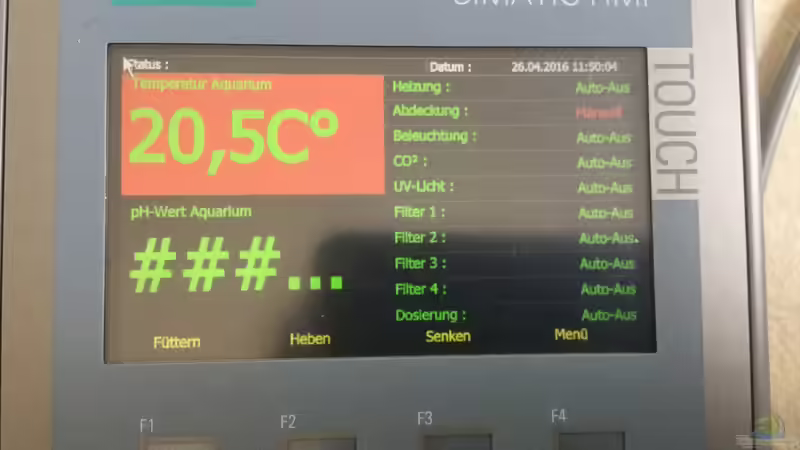 SIMATIC HMI
TOUCH
Status :
Datum : 26.04.2016 11:50:04
Temperatur Aquarium
20,5C°
pH-Wert Aquarium
###...
Heizung : Auto-Aus
Abdeckung : Manuell
Beleuchtung : Auto-Aus
CO² : Auto-Aus
UV-Licht : Auto-Aus
Filter 1 : Auto-Aus
Filter 2 : Auto-Aus
Filter 3 : Auto-Aus
Filter 4 : Auto-Aus
Dosierung : Auto-Aus
Füttern Heben Senken Menü
F1 F2 F3 F4